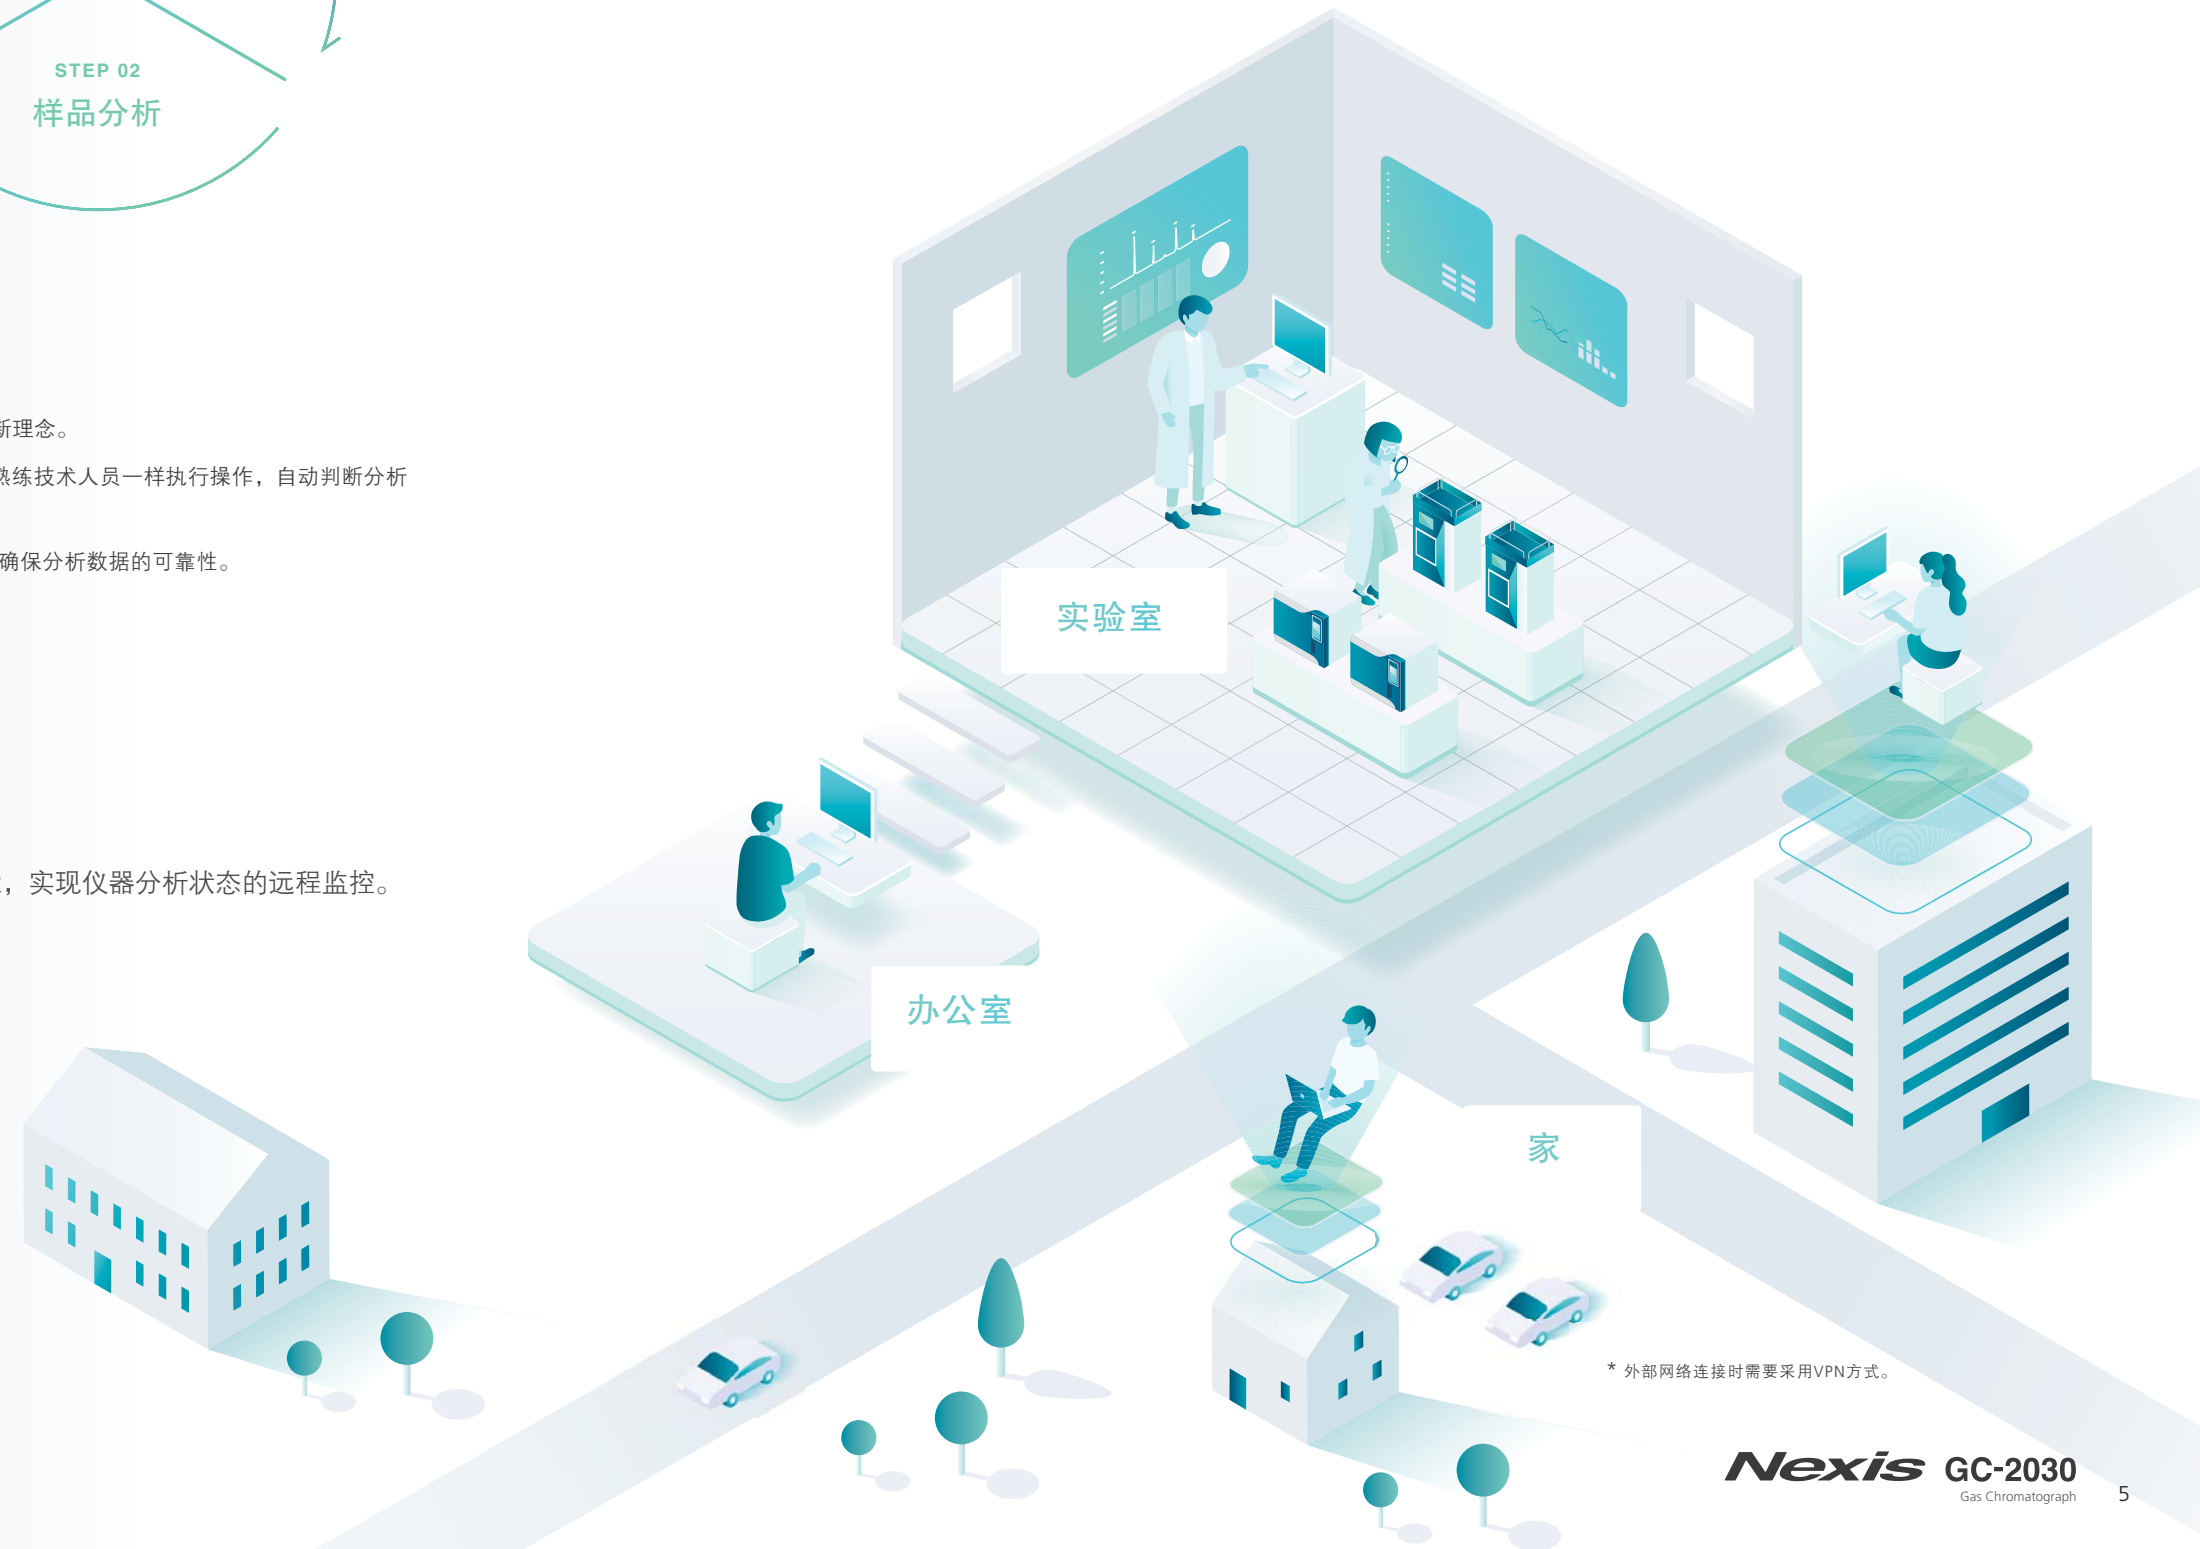 STEP 02
样品分析
新理念。
熟练技术人员一样执行操作，自动判断分析
确保分析数据的可靠性。
，实现仪器分析状态的远程监控。
实验室
办公室
家
* 外部网络连接时需要采用VPN方式。
Nexis GC-2030
Gas Chromatograph
5